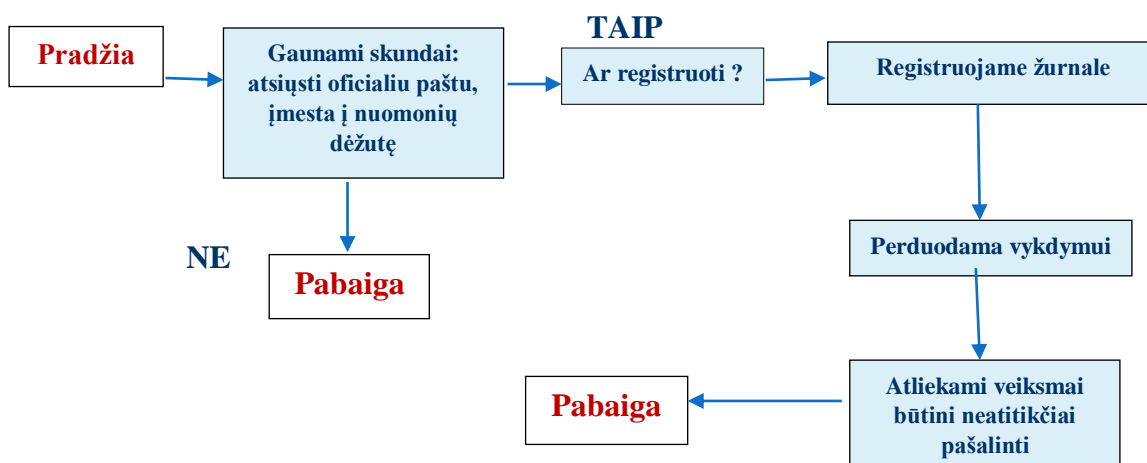 TAIP
Pradžia
Gaunami skundai:
atsiųsti oficialiu paštu,
įmesta į nuomonių
dėžutę
Ar registruoti ?
Registruojame žurnale
NE
Pabaiga
Perduodama vykdymui
Pabaiga
Atliekami veiksmai
būtini neatitikčiai
pašalinti